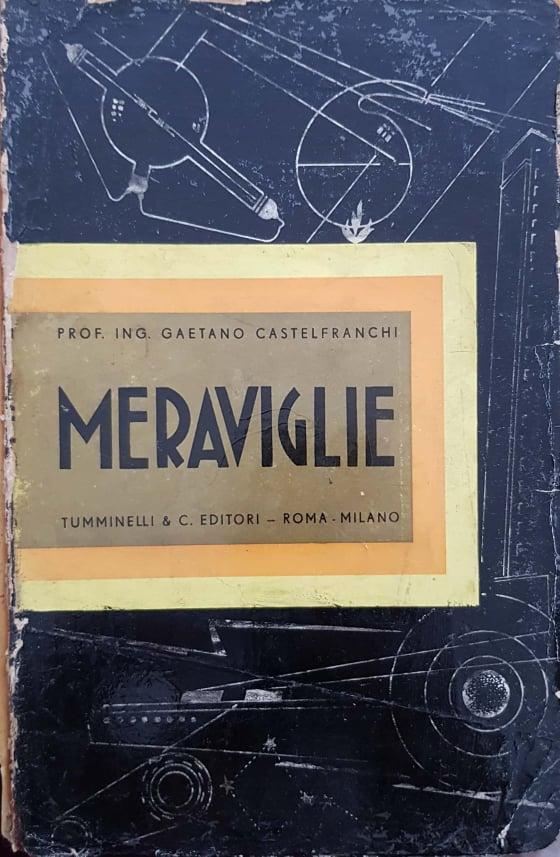 PROF. ING. GAETANO CASTELFRANCHI
MERAVIGLIE
TUMMINELLI & C. EDITORI – ROMA - MILANO